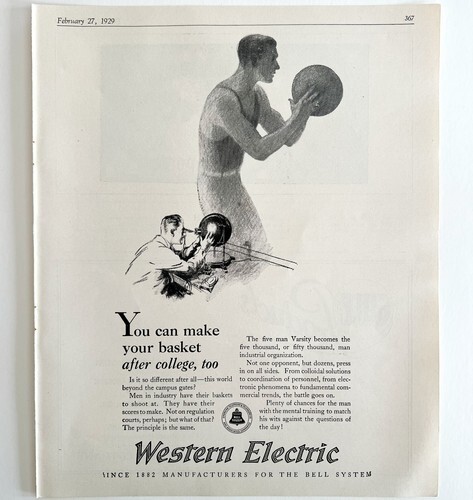 February 27, 1929
367
You can make
your basket
after college, too
Is it so different after all—this world
beyond the campus gates?
Men in industry have their baskets
to shoot at. They have their
scores to make. Not on regulation
courts, perhaps; but what of that?
The principle is the same.
The five man Varsity becomes the
five thousand, or fifty thousand, man
industrial organization.
Not one opponent, but dozens, press
in on all sides. From colloidal solutions
to coordination of personnel, from elec-
tronic phenomena to fundamental com-
mercial trends, the battle goes on.
Plenty of chances for the man
with the mental training to match
his wits against the questions of
the day!
Western Electric
SINCE 1882 MANUFACTURERS FOR THE BELL SYSTEM